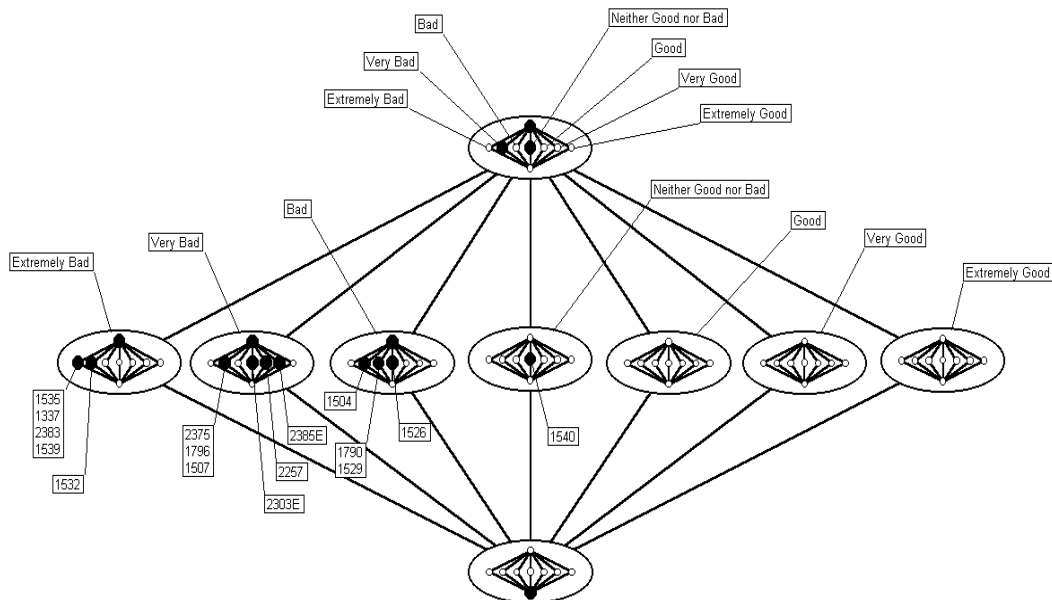 Neither Good nor Bad
Bad
Good
Very Bad
Very Good
Extremely Bad
Extremely Good
Neither Good nor Bad
Bad
Good
Very Bad
Very Good
Extremely Bad
Extremely Good
1535
1337
2383
1539
1532
2375
1796
1507
2385E
2257
2303E
1504
1790
1529
1526
1540